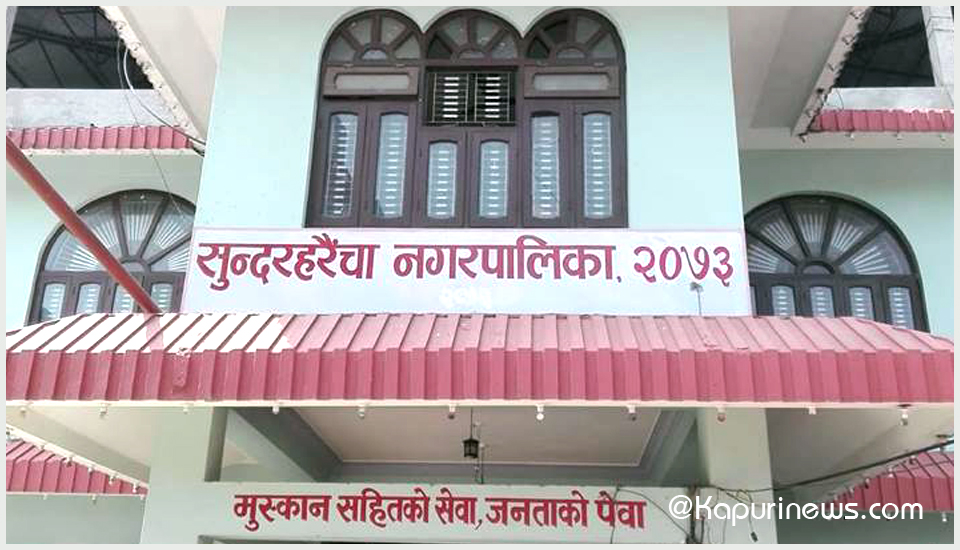 सुन्दरहरैंचा नगरपालिका, २०७३
मुस्कान सहितको सेवा, जनताको पेवा
@Kapurinews.com